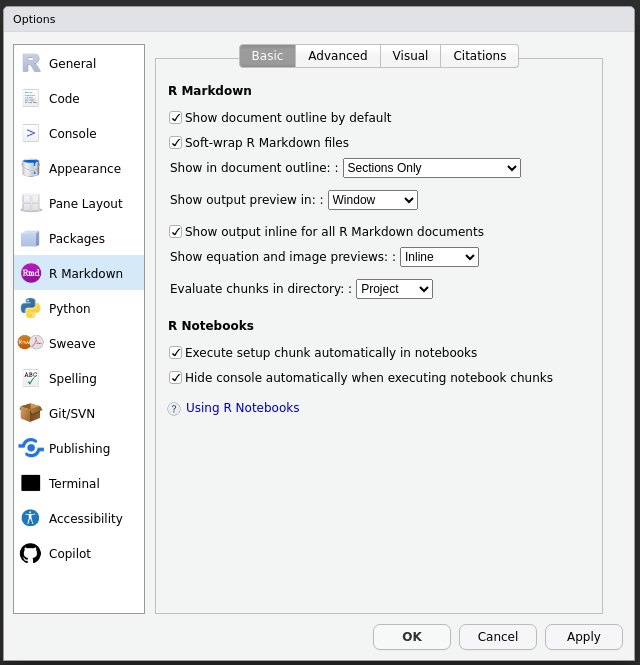 Options
General
Code
Console
Appearance
Pane Layout
Packages
R Markdown
Python
Sweave
Spelling
Git/SVN
Publishing
Terminal
Accessibility
Copilot
Basic Advanced Visual Citations
R Markdown
Show document outline by default
Soft-wrap R Markdown files
Show in document outline: : Sections Only
Show output preview in: : Window
Show output inline for all R Markdown documents
Show equation and image previews: : Inline
Evaluate chunks in directory: : Project
R Notebooks
Execute setup chunk automatically in notebooks
Hide console automatically when executing notebook chunks
? Using R Notebooks
OK Cancel Apply